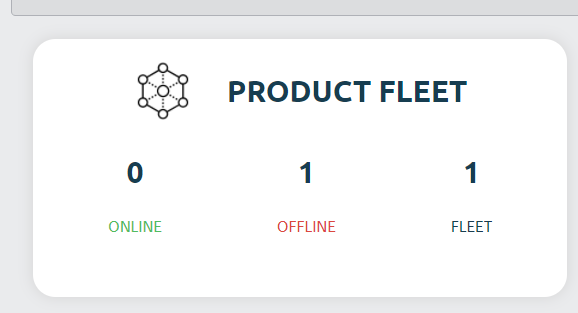 PRODUCT FLEET
0 1 1
ONLINE OFFLINE FLEET